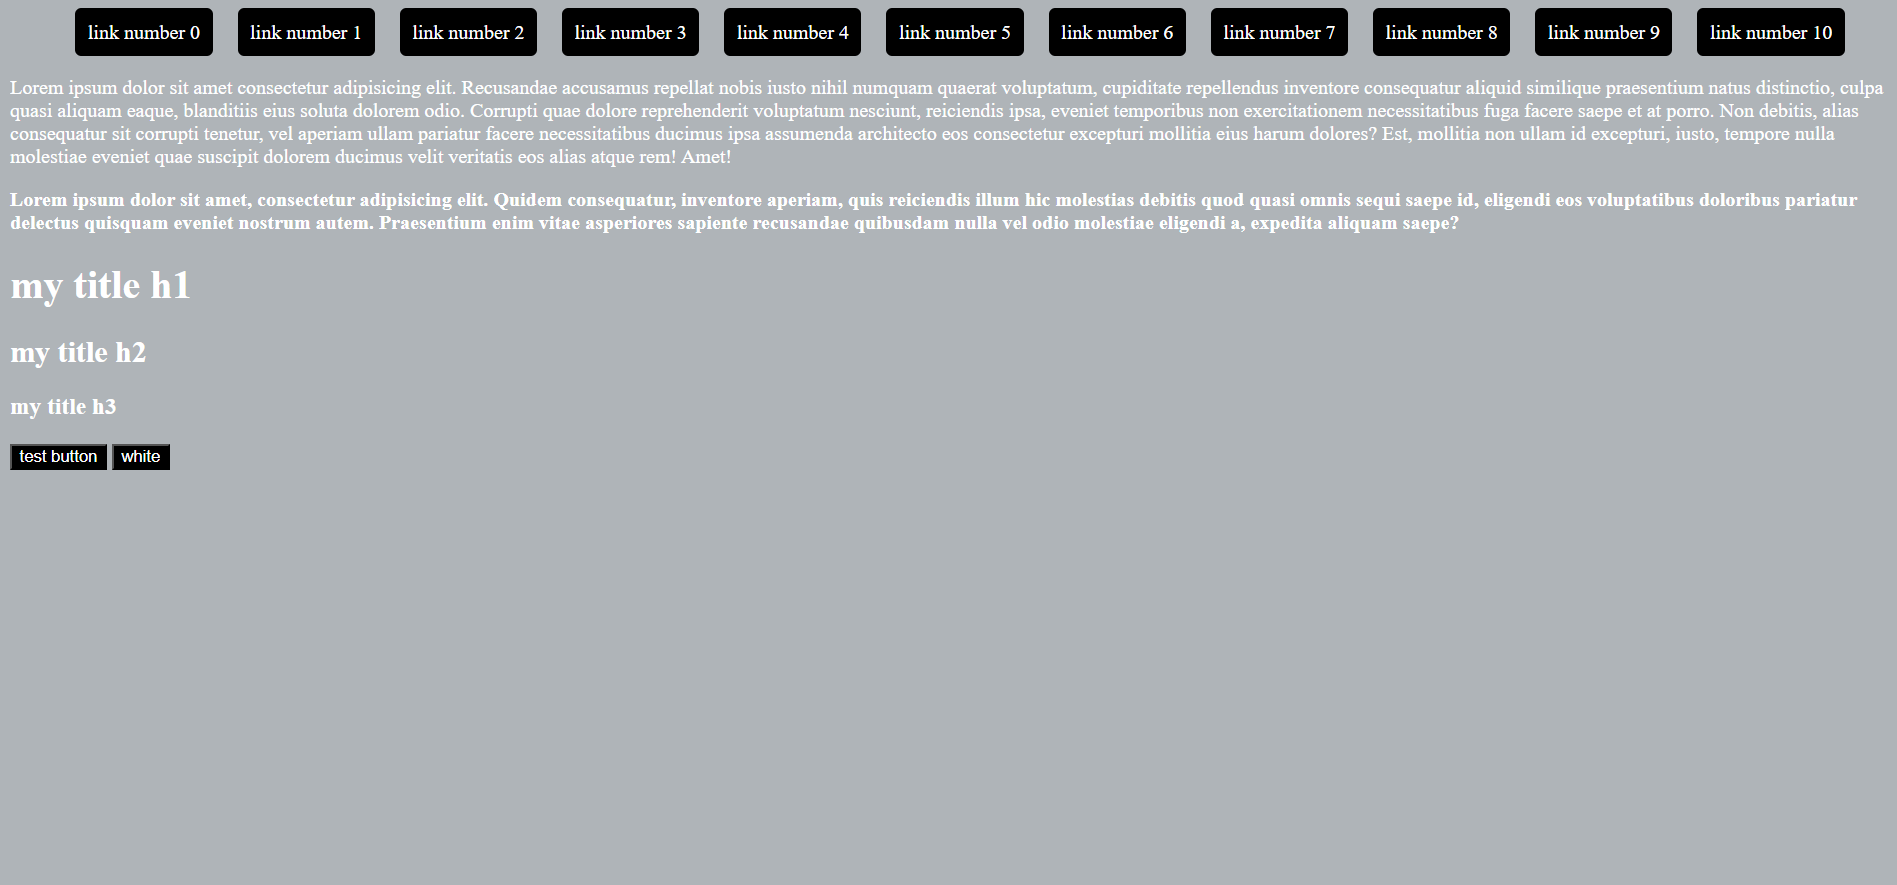 link number 0 link number 1 link number 2 link number 3 link number 4 link number 5 link number 6 link number 7 link number 8 link number 9 link number 10
Lorem ipsum dolor sit amet consectetur adipisicing elit. Recusandae accusamus repellat nobis iusto nihil numquam quaerat voluptatum, cupiditate repellendus inventore consequatur aliquid similique praesentium natus distinctio, culpa
quasi aliquam eaque, blanditiis eius soluta dolorem odio. Corrupti quae dolore reprehenderit voluptatum nesciunt, reiciendis ipsa, eveniet temporibus non exercitationem necessitatibus fuga facere saepe et at porro. Non debitis, alias
consequatur sit corrupti tenetur, vel aperiam ullam pariatur facere necessitatibus ducimus ipsa assumenda architecto eos consectetur excepturi mollitia eius harum dolores? Est, mollitia non ullam id excepturi, iusto, tempore nulla
molestiae eveniet quae suscipit dolorem ducimus velit veritatis eos alias atque rem! Amet!
Lorem ipsum dolor sit amet, consectetur adipisicing elit. Quidem consequatur, inventore aperiam, quis reiciendis illum hic molestias debitis quod quasi omnis sequi saepe id, eligendi eos voluptatibus doloribus pariatur
delectus quisquam eveniet nostrum autem. Praesentium enim vitae asperiores sapiente recusandae quibusdam nulla vel odio molestiae eligendi a, expedita aliquam saepe?
my title h1
my title h2
my title h3
test button white